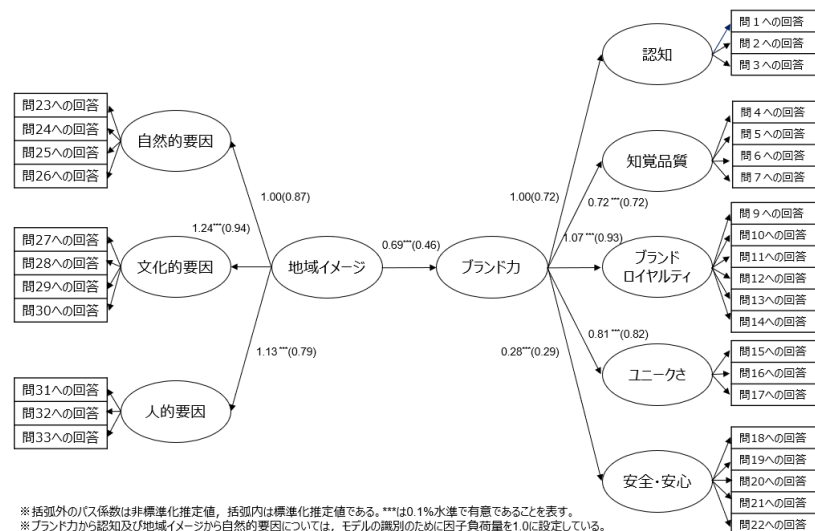 問1への回答
問2への回答
問3への回答
認知
問23への回答
問24への回答
問25への回答
問26への回答
自然的要因
問4への回答
問5への回答
問6への回答
問7への回答
知覚品質
1.00(0.87)
1.00(0.72)
0.72***(0.72)
問27への回答
問28への回答
問29への回答
問30への回答
文化的要因
1.24***(0.94)
地域イメージ
0.69***(0.46)
ブランド力
1.07***(0.93)
ブランド
ロイヤルティ
問9への回答
問10への回答
問11への回答
問12への回答
問13への回答
問14への回答
1.13***(0.79)
0.28***(0.29)
0.81***(0.82)
ユニークさ
問15への回答
問16への回答
問17への回答
問31への回答
問32への回答
問33への回答
人的要因
安全・安心
問18への回答
問19への回答
問20への回答
問21への回答
問22への回答
※括弧外のパス係数は非標準化推定値，括弧内は標準化推定値である。***は0.1%水準で有意であることを表す。
※ブランド力から認知及び地域イメージから自然的要因については，モデルの識別のために因子負荷量を1.0に設定している。